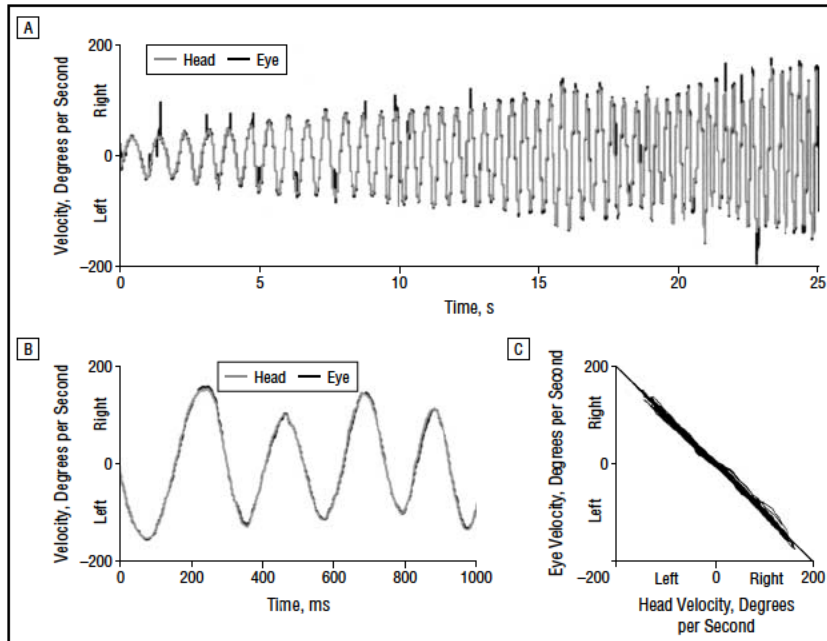 A
200
Head Eye
Right
Velocity, Degrees per Second
0
Left
–200
0 5 10 15 20 25
Time, s
B
200
Head Eye
Right
Velocity, Degrees per Second
0
Left
–200
0 200 400 600 800 1000
Time, ms
C
200
Right
Eye Velocity, Degrees per Second
0
Left
–200 Left 0 Right 200
Head Velocity, Degrees
per Second